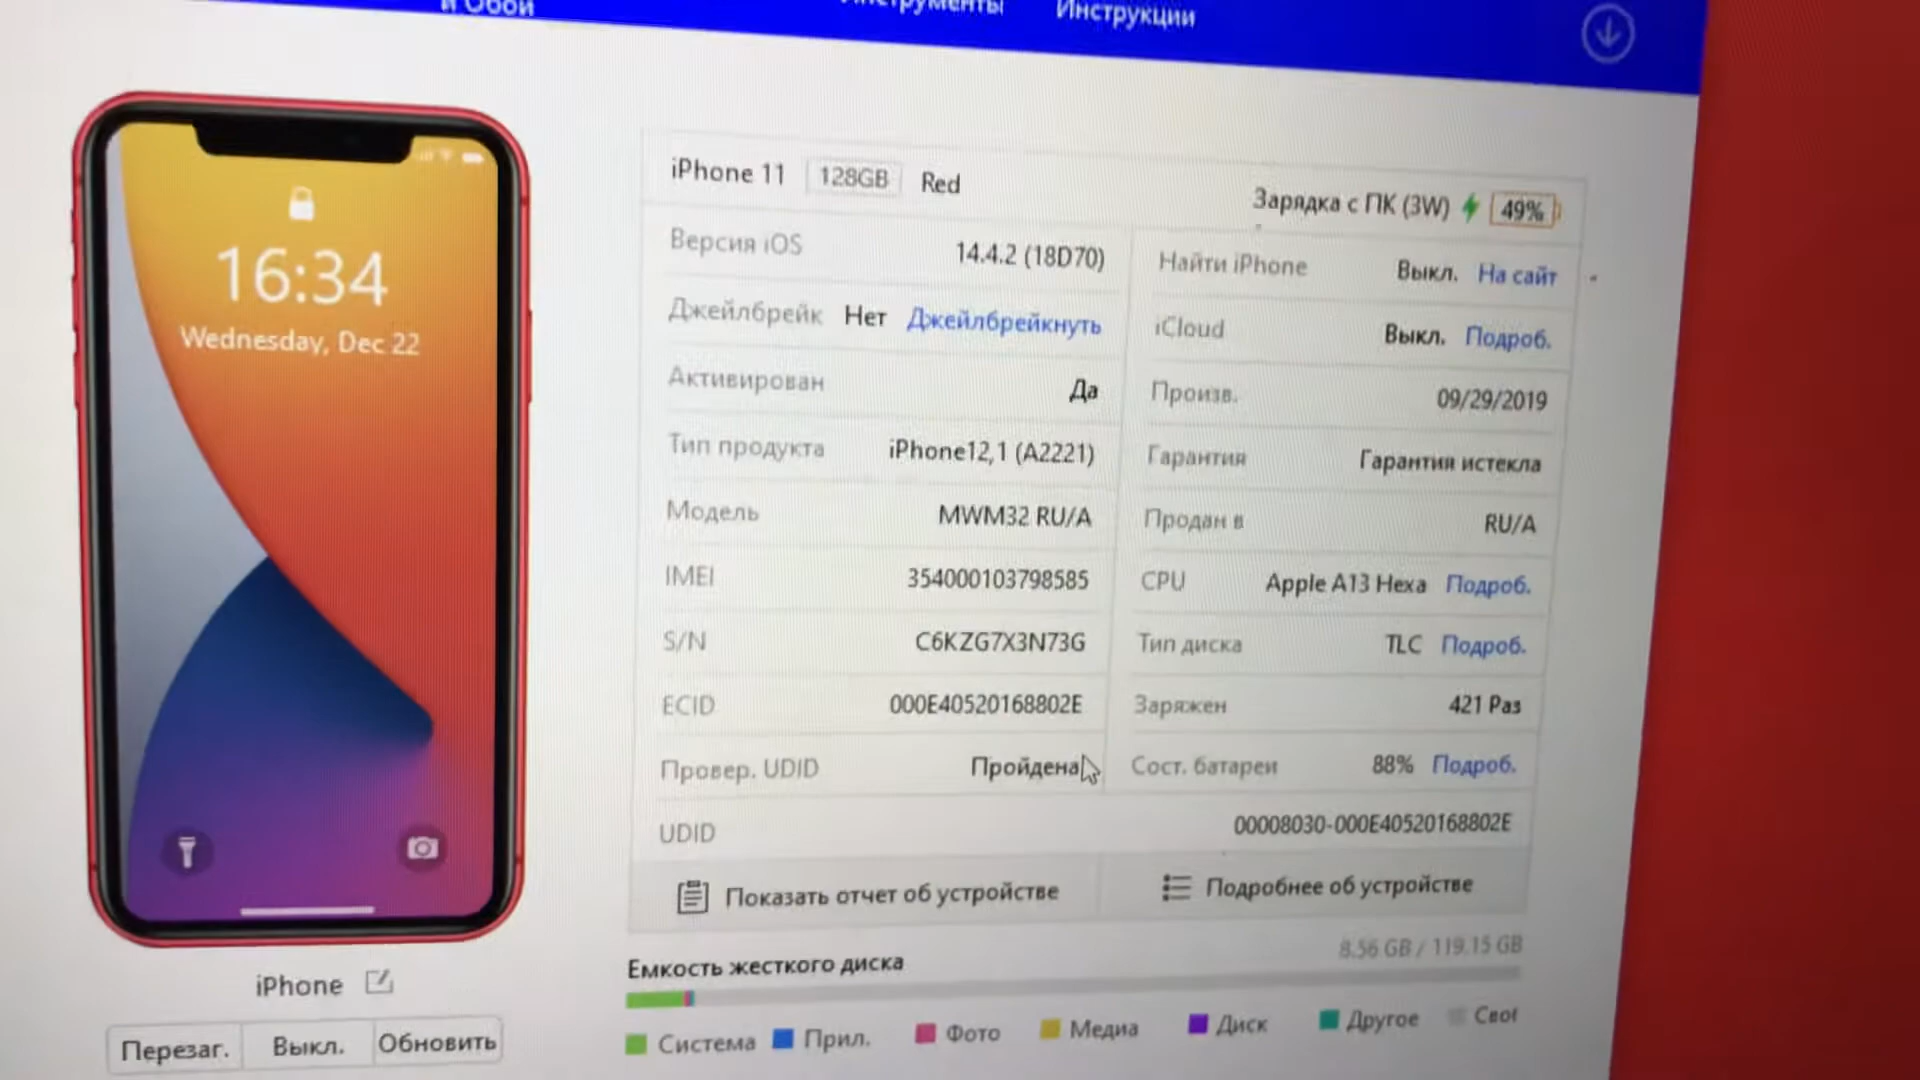 и Обои
Инструменты
Инструкции
iPhone 11 128GB Red
Зарядка с ПК (3W) 49%
16:34
Wednesday, Dec 22
Версия iOS 14.4.2 (18D70)
Найти iPhone Выкл. На сайт
Джейлбрейк Нет Джейлбрейкнуть
iCloud Выкл. Подроб.
Активирован Да
Произв. 09/29/2019
Тип продукта iPhone12,1 (A2221)
Гарантия Гарантия истекла
Модель MWM32 RU/A
Продан в RU/A
IMEI 354000103798585
CPU Apple A13 Hexa Подроб.
S/N C6KZG7X3N73G
Тип диска TLC Подроб.
ECID 000E40520168802E
Заряжен 421 Раз
Провер. UDID Пройдена
Сост. батареи 88% Подроб.
UDID 00008030-000E40520168802E
Показать отчет об устройстве
Подробнее об устройстве
iPhone
Емкость жесткого диска 8.56 GB / 119.15 GB
Система Прил. Фото Медиа Диск Другое
Перезаг. Выкл. Обновить